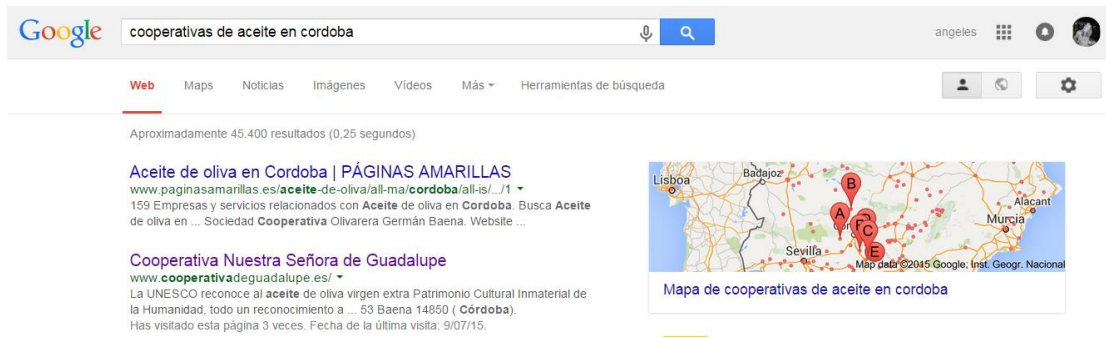 Google
cooperativas de aceite en cordoba
angeles
Web Maps Noticias Imágenes Vídeos Más Herramientas de búsqueda
Aproximadamente 45.400 resultados (0,25 segundos)
Aceite de oliva en Cordoba | PÁGINAS AMARILLAS
www.paginasamarillas.es/aceite-de-oliva/all-ma/cordoba/all-is/.../1
159 Empresas y servicios relacionados con Aceite de oliva en Cordoba. Busca Aceite
de oliva en ... Sociedad Cooperativa Olivarera Germán Baena. Website ...
Cooperativa Nuestra Señora de Guadalupe
www.cooperativadeguadalupe.es/
La UNESCO reconoce al aceite de oliva virgen extra Patrimonio Cultural Inmaterial de
la Humanidad, todo un reconocimiento a ... 53 Baena 14850 ( Córdoba).
Has visitado esta página 3 veces. Fecha de la última visita: 9/07/15.
Lisboa
Badajoz
B
Alacant
A
Murcia
C
Sevilla
E
Map data ©2015 Google; Inst. Geogr. Nacional
Mapa de cooperativas de aceite en cordoba